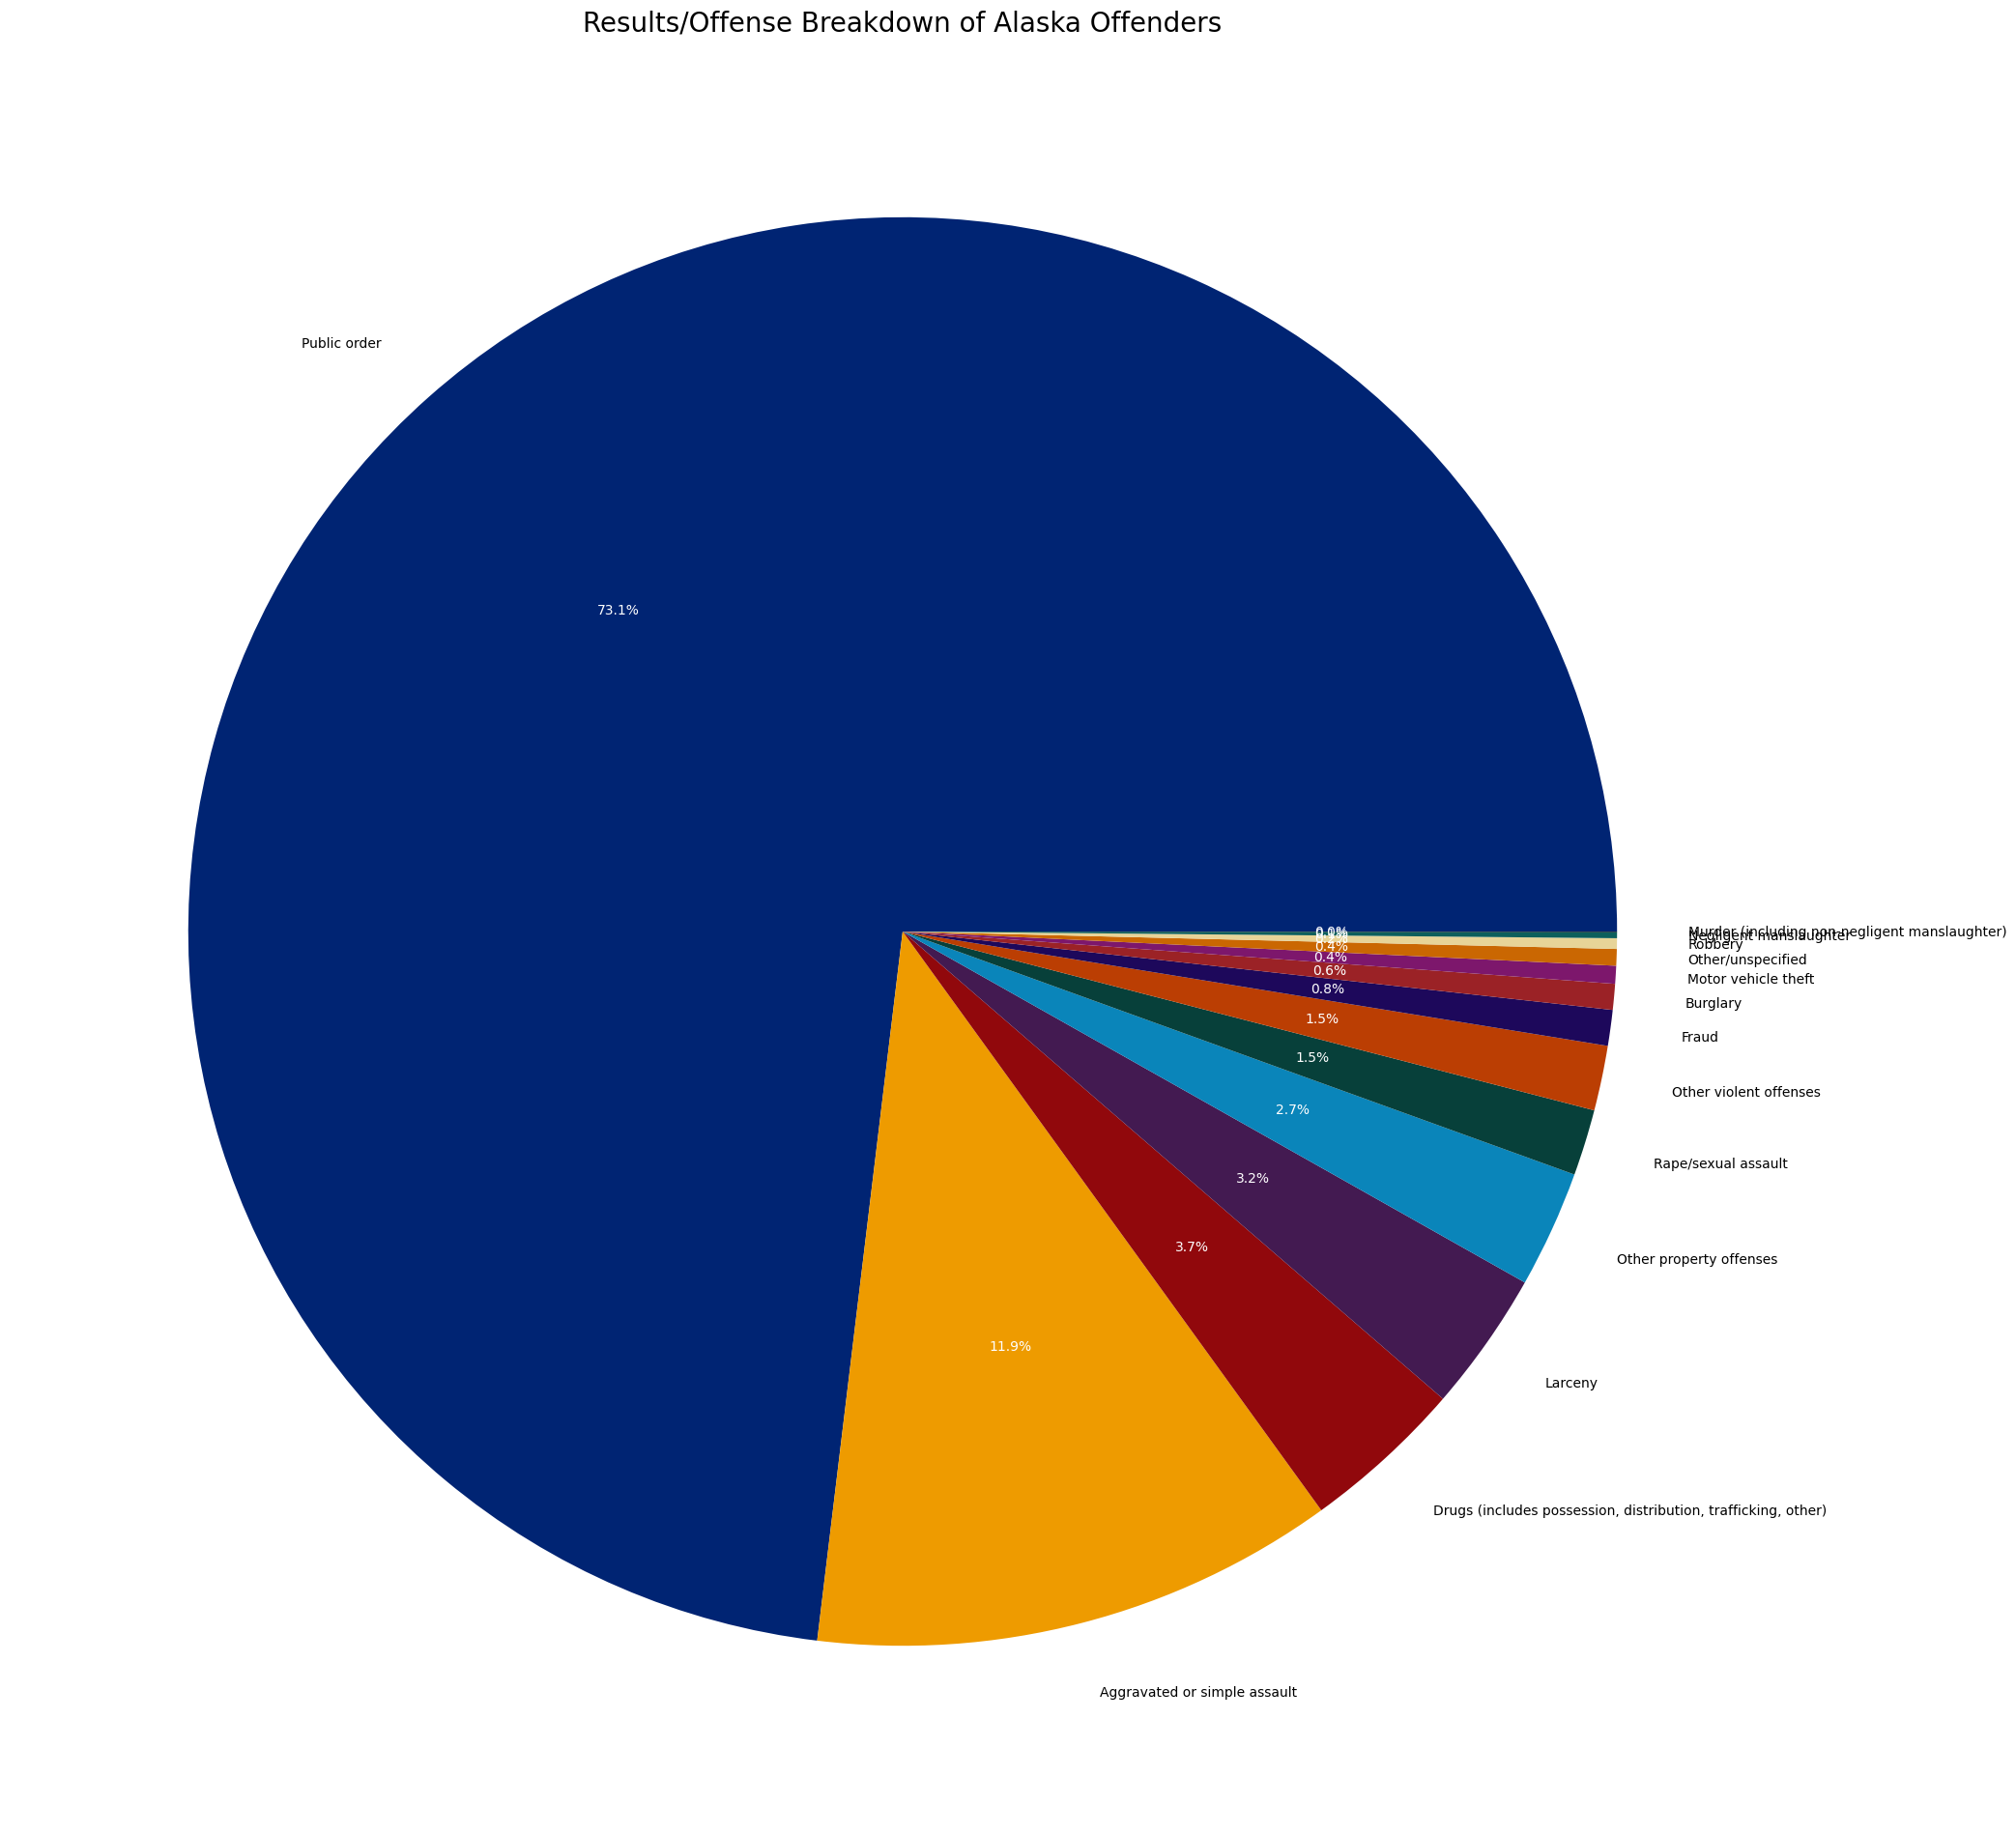 Results/Offense Breakdown of Alaska Offenders
Public order
73.1%
Murder (including non-negligent manslaughter)
0.0%
Negligent manslaughter
Robbery
Other/unspecified
0.4%
Motor vehicle theft
0.4%
Burglary
0.6%
Fraud
0.8%
Other violent offenses
1.5%
Rape/sexual assault
1.5%
Other property offenses
2.7%
Larceny
3.2%
Drugs (includes possession, distribution, trafficking, other)
3.7%
Aggravated or simple assault
11.9%